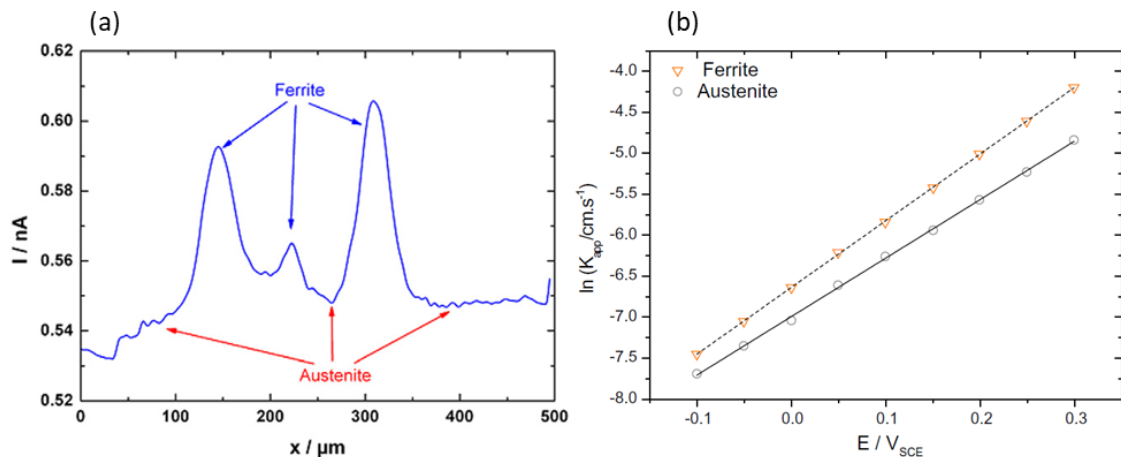 (a)
0.62
0.60
0.58
0.56
0.54
0.52
I / nA
Ferrite
Austenite
0 100 200 300 400 500
x / μm
(b)
Ferrite
Austenite
-4.0
-4.5
-5.0
-5.5
-6.0
-6.5
-7.0
-7.5
-8.0
ln (Kapp/cm.s-1)
-0.1 0.0 0.1 0.2 0.3
E / VSCE